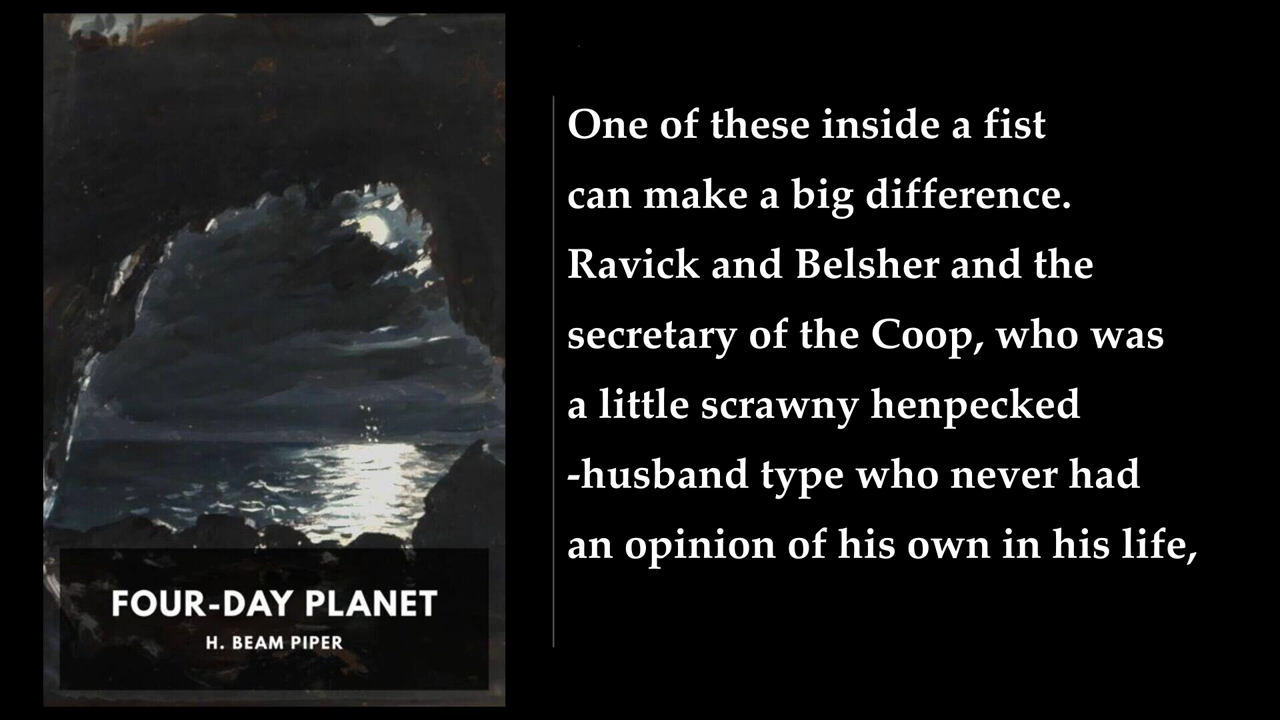 FOUR-DAY PLANET
H. BEAM PIPER
One of these inside a fist
can make a big difference.
Ravick and Belsher and the
secretary of the Coop, who was
a little scrawny henpecked
-husband type who never had
an opinion of his own in his life,